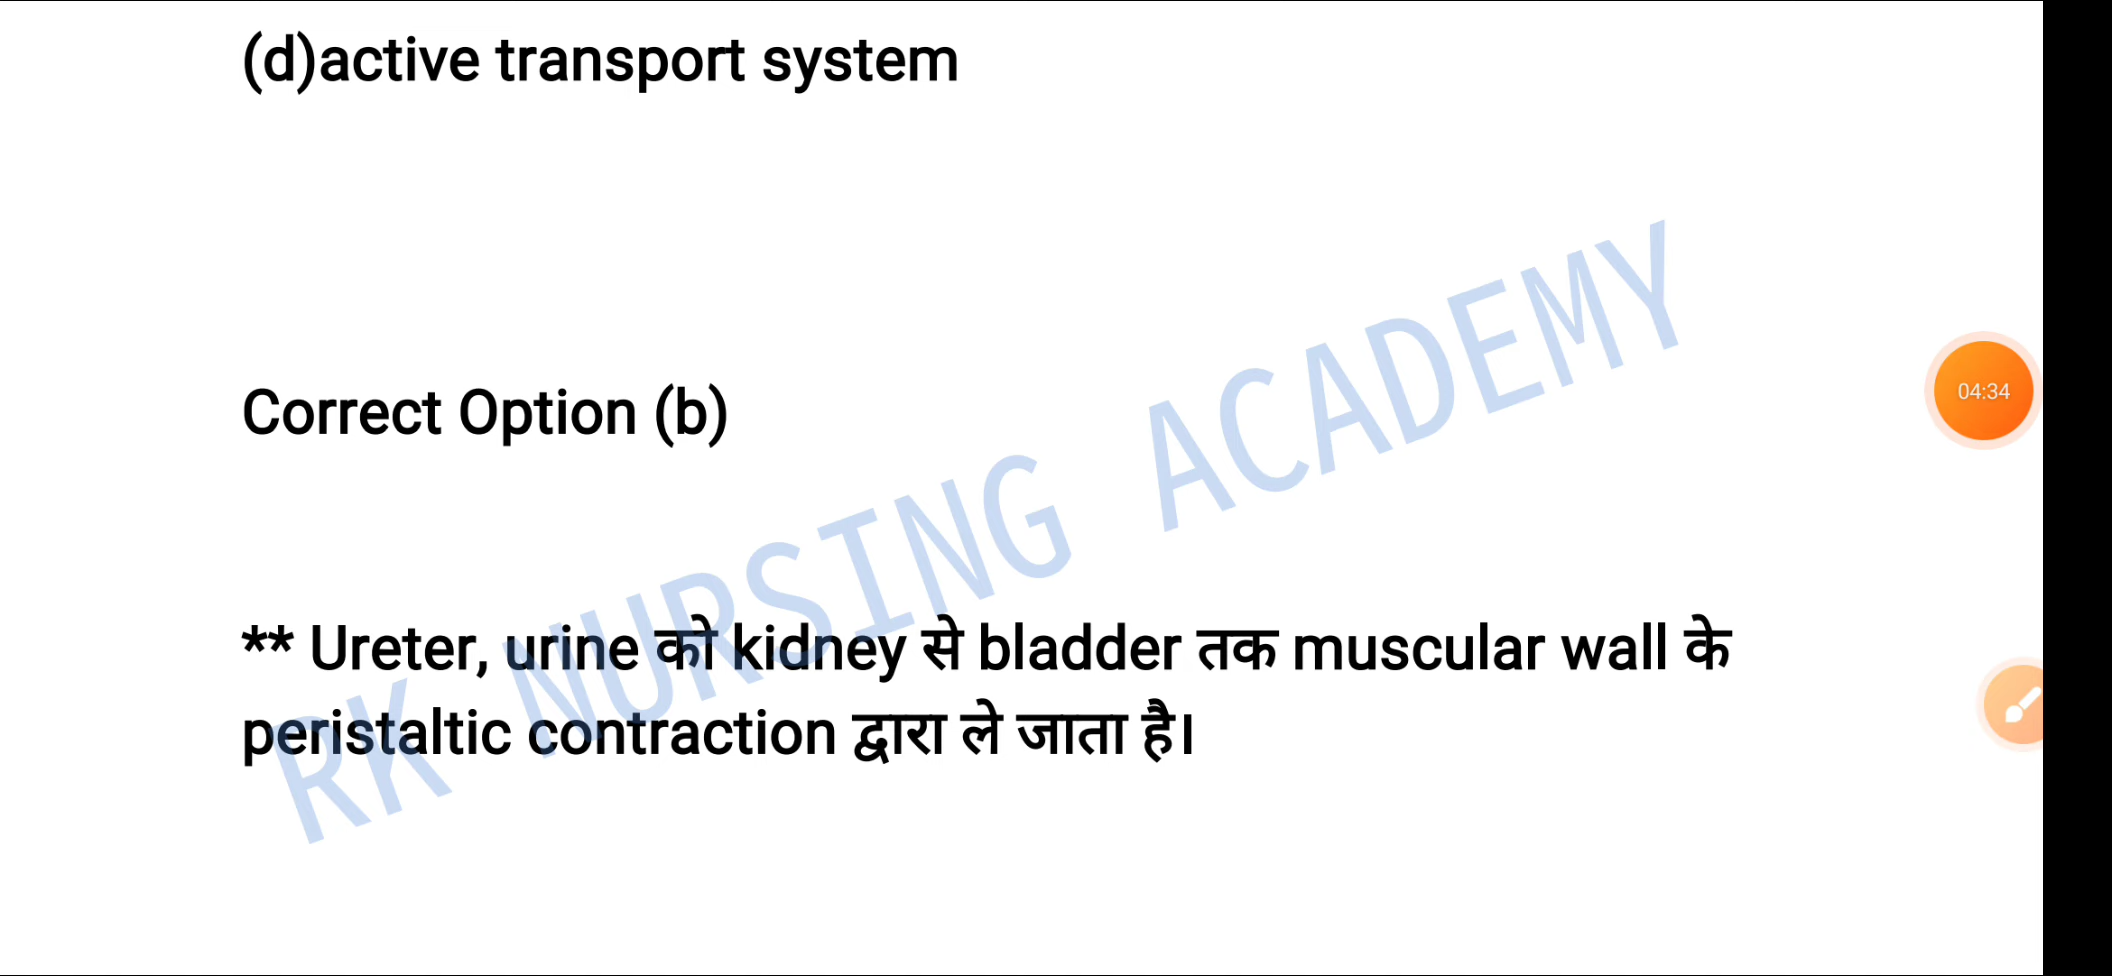 (d)active transport system
Correct Option (b)
** Ureter, urine को kidney से bladder तक muscular wall के
peristaltic contraction द्वारा ले जाता है।
RK NURSING ACADEMY
04:34